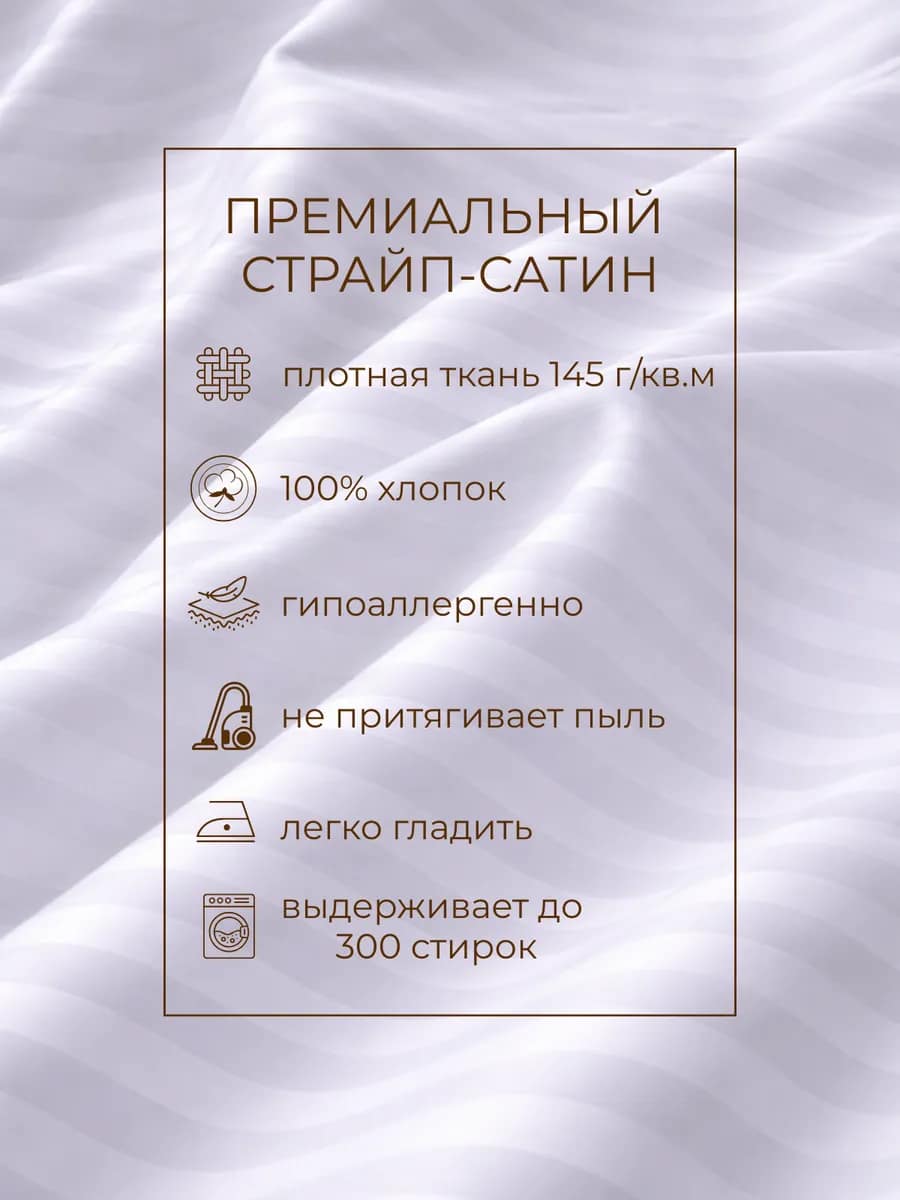 ПРЕМИАЛЬНЫЙ
СТРАЙП-САТИН
плотная ткань 145 г/кв.м
100% хлопок
гипоаллергенно
не притягивает пыль
легко гладить
выдерживает до
300 стирок